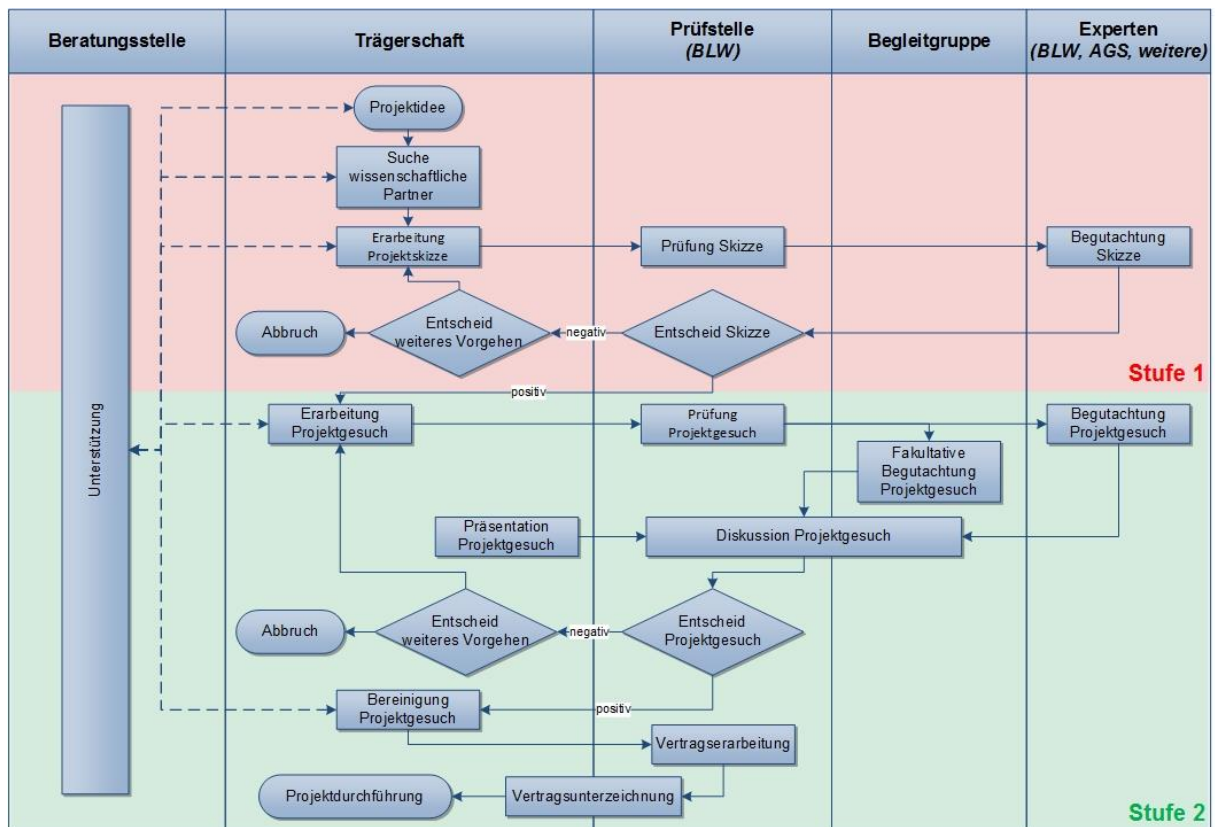 Beratungsstelle
Trägerschaft
Prüfstelle
(BLW)
Begleitgruppe
Experten
(BLW, AGS, weitere)
Projektidee
Suche
wissenschaftliche
Partner
Erarbeitung
Projektskizze
Prüfung Skizze
Begutachtung
Skizze
Abbruch
Entscheid
weiteres Vorgehen
negativ
Entscheid Skizze
Stufe 1
positiv
Erarbeitung
Projektgesuch
Prüfung
Projektgesuch
Begutachtung
Projektgesuch
Unterstützung
Fakultative
Begutachtung
Projektgesuch
Präsentation
Projektgesuch
Diskussion Projektgesuch
Abbruch
Entscheid
weiteres Vorgehen
negativ
Entscheid
Projektgesuch
Bereinigung
Projektgesuch
positiv
Vertragserarbeitung
Projektdurchführung
Vertragsunterzeichnung
Stufe 2